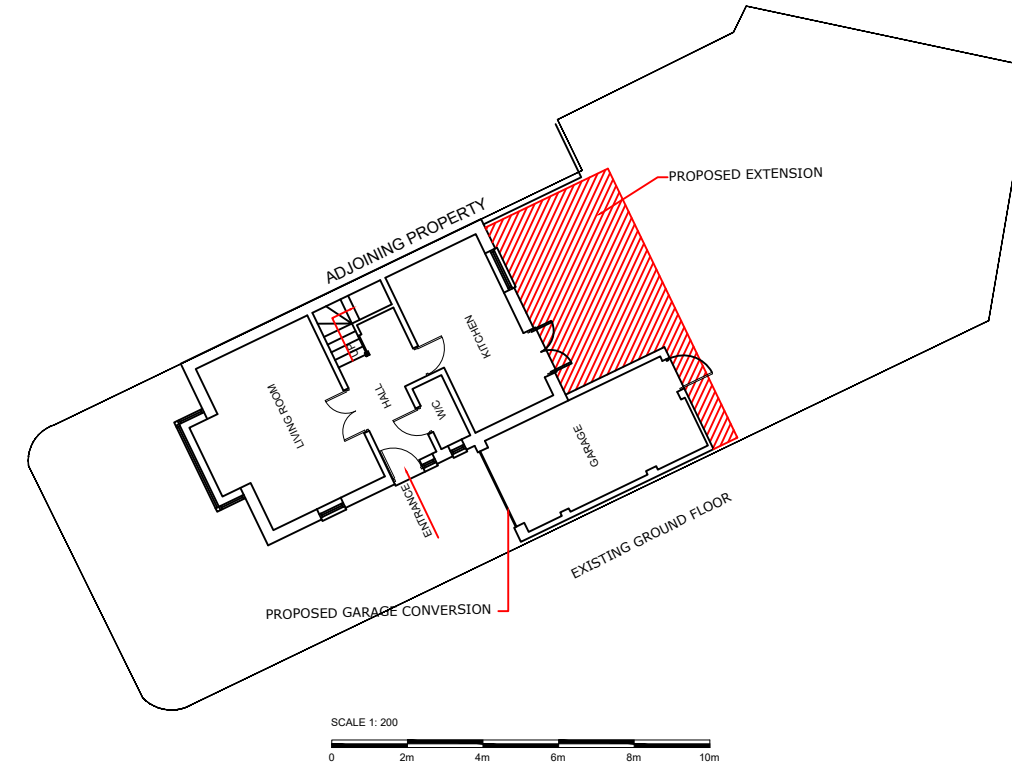 PROPOSED EXTENSION
ADJOINING PROPERTY
KITCHEN
UP
LIVING ROOM
HALL
W/C
GARAGE
ENTRANCE
EXISTING GROUND FLOOR
PROPOSED GARAGE CONVERSION
SCALE 1: 200
0 2m 4m 6m 8m 10m